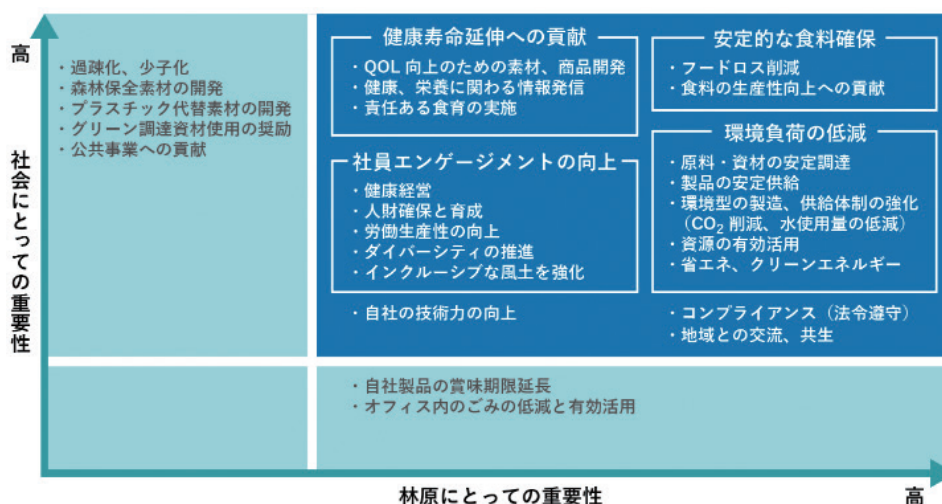 高
社会にとっての重要性
・過疎化、少子化
・森林保全素材の開発
・プラスチック代替素材の開発
・グリーン調達資材使用の奨励
・公共事業への貢献
健康寿命延伸への貢献
・QOL 向上のための素材、商品開発
・健康、栄養に関わる情報発信
・責任ある食育の実施
社員エンゲージメントの向上
・健康経営
・人財確保と育成
・労働生産性の向上
・ダイバーシティの推進
・インクルーシブな風土を強化
・自社の技術力の向上
安定的な食料確保
・フードロス削減
・食料の生産性向上への貢献
環境負荷の低減
・原料・資材の安定調達
・製品の安定供給
・環境型の製造、供給体制の強化
（CO₂ 削減、水使用量の低減）
・資源の有効活用
・省エネ、クリーンエネルギー
・コンプライアンス（法令遵守）
・地域との交流、共生
・自社製品の賞味期限延長
・オフィス内のごみの低減と有効活用
林原にとっての重要性
高